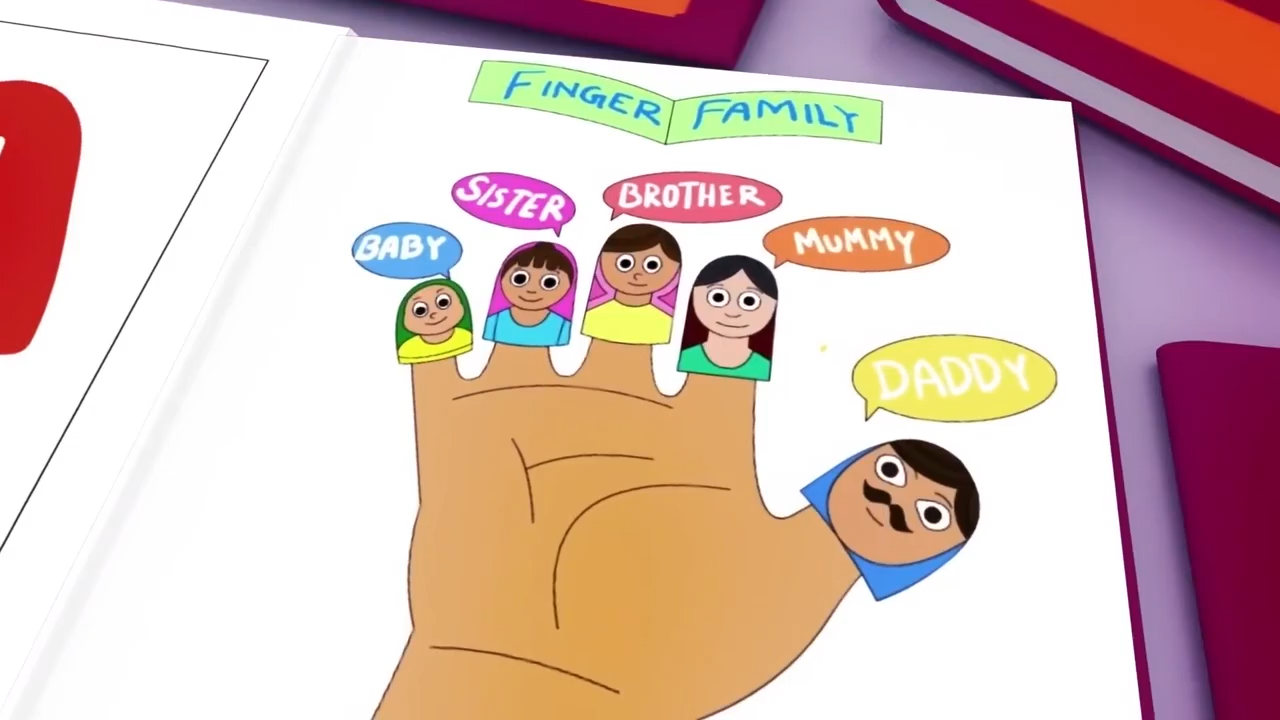 FINGER FAMILY
SISTER
BROTHER
BABY
MUMMY
DADDY